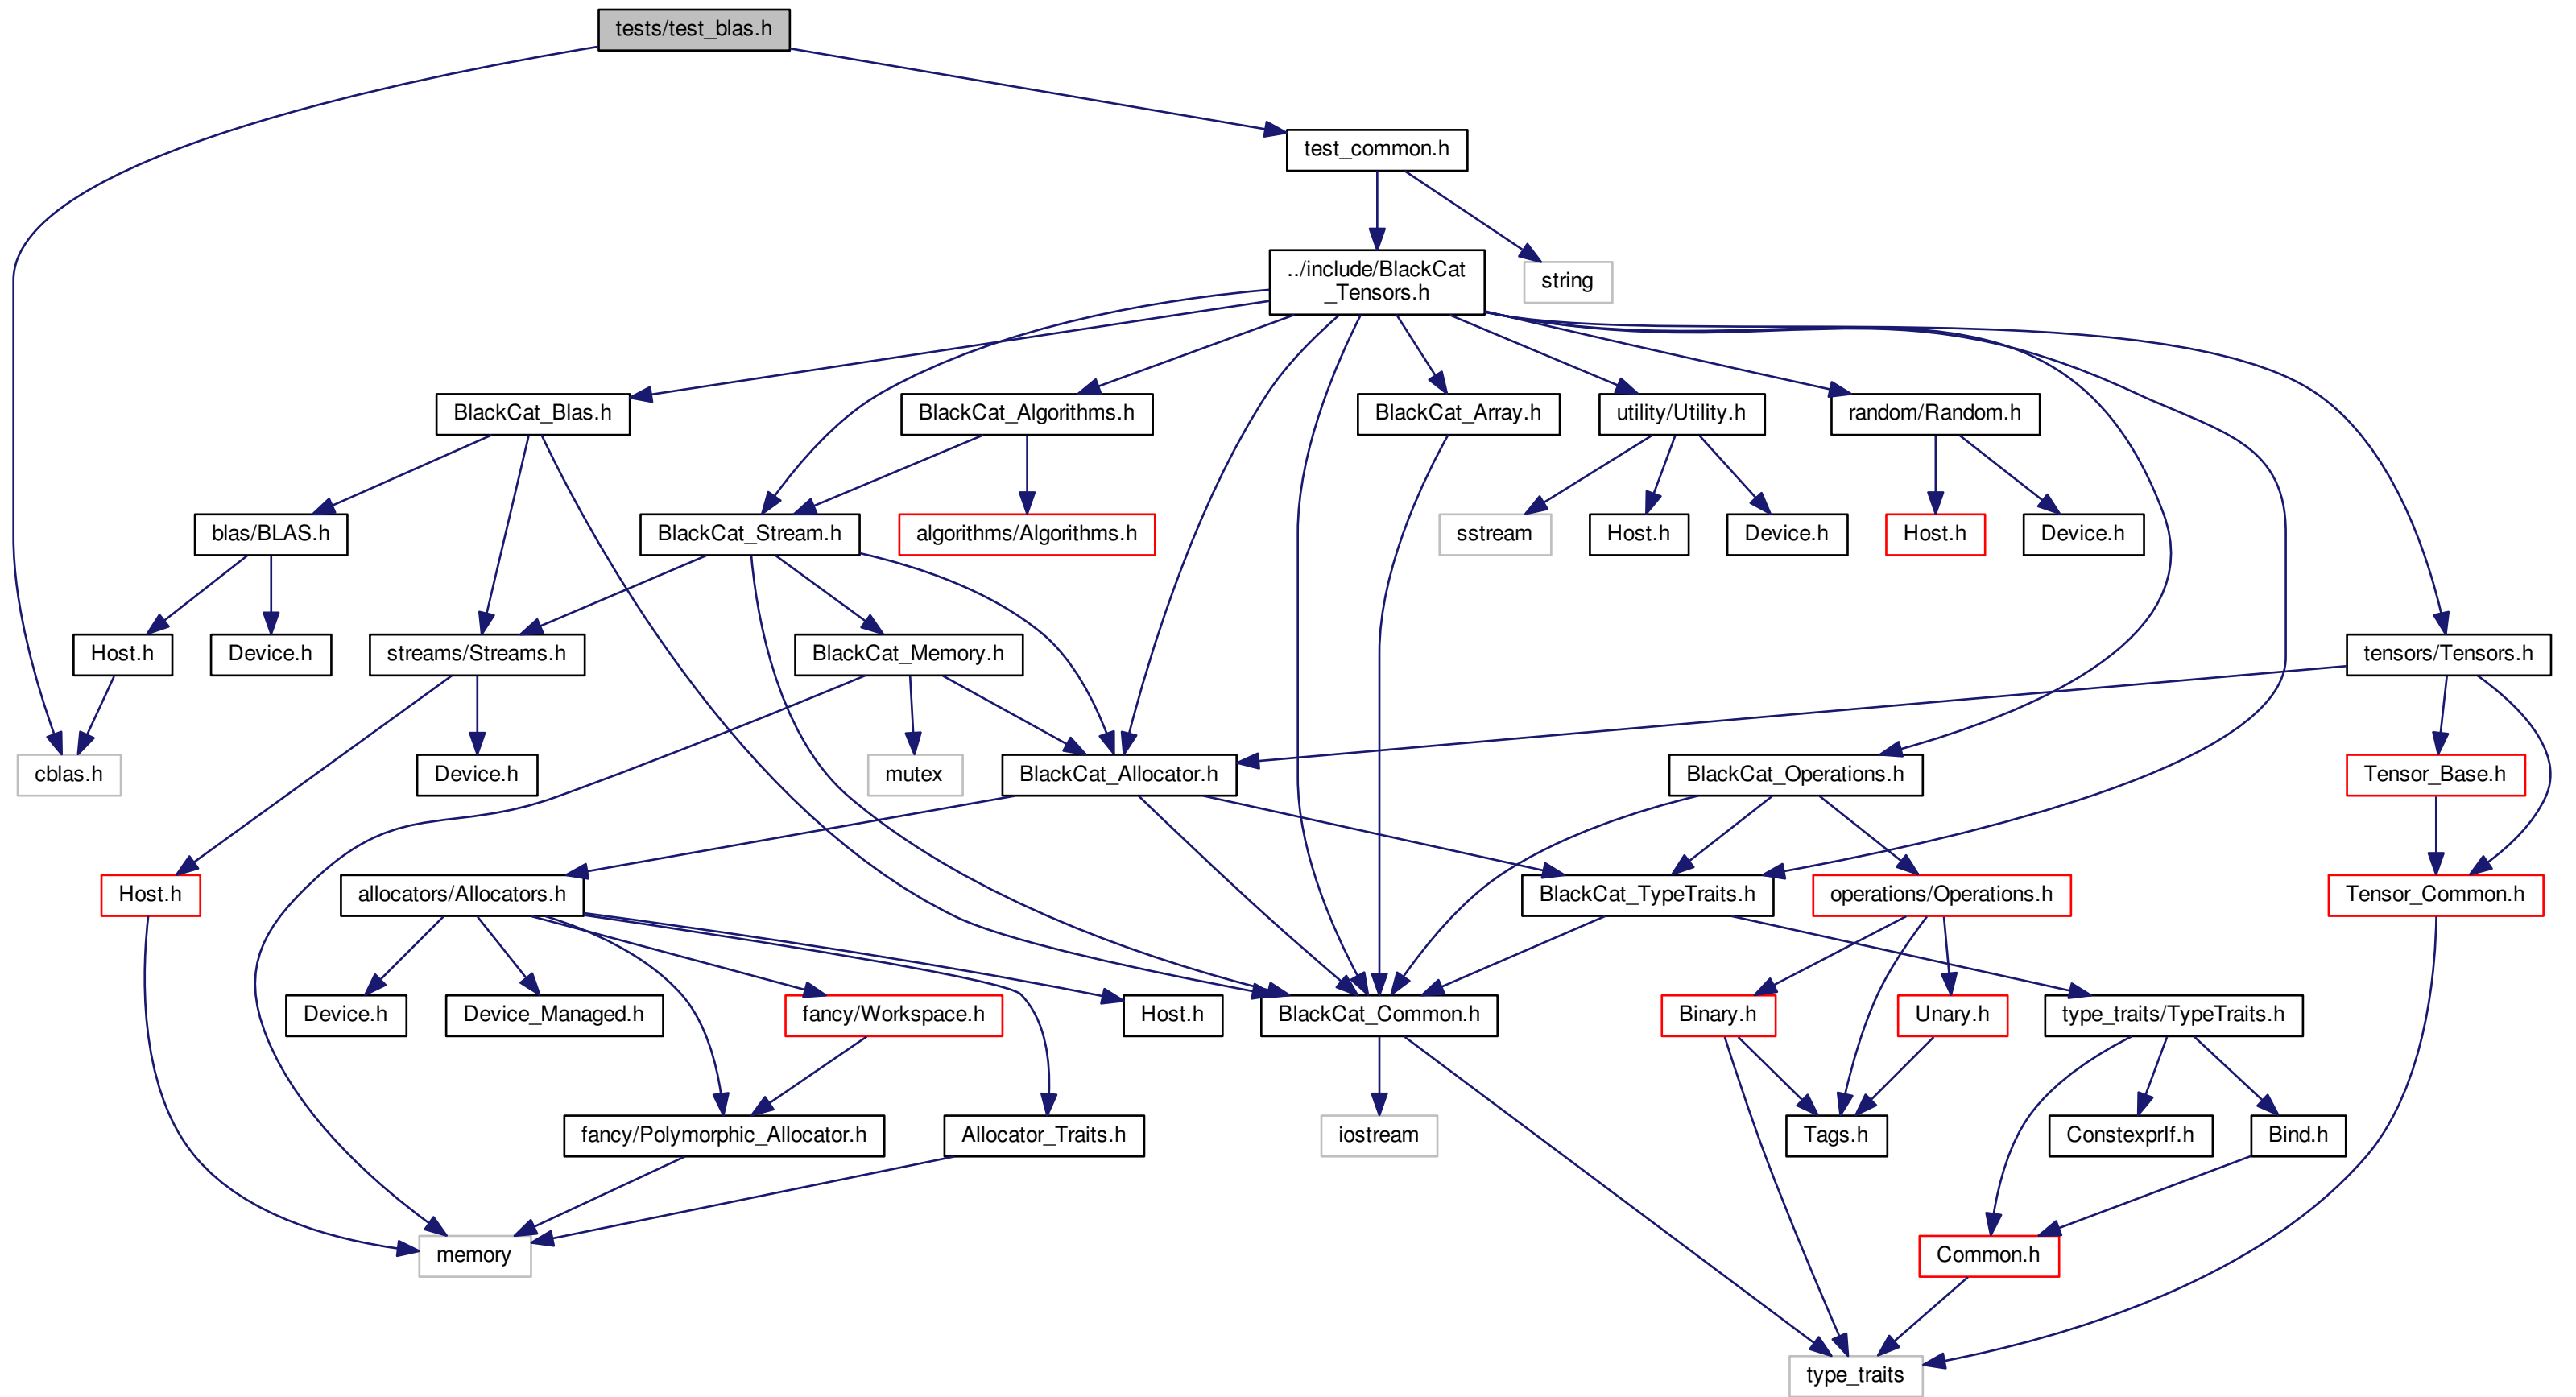 tests/test_blas.h
test_common.h
../include/BlackCat
_Tensors.h
string
BlackCat_Blas.h
BlackCat_Algorithms.h
BlackCat_Array.h
utility/Utility.h
random/Random.h
blas/BLAS.h
BlackCat_Stream.h
algorithms/Algorithms.h
sstream
Host.h
Device.h
Host.h
Device.h
Host.h
Device.h
streams/Streams.h
BlackCat_Memory.h
tensors/Tensors.h
cblas.h
Device.h
mutex
BlackCat_Allocator.h
BlackCat_Operations.h
Tensor_Base.h
Host.h
allocators/Allocators.h
BlackCat_TypeTraits.h
operations/Operations.h
Tensor_Common.h
Device.h
Device_Managed.h
fancy/Workspace.h
Host.h
BlackCat_Common.h
Binary.h
Unary.h
type_traits/TypeTraits.h
fancy/Polymorphic_Allocator.h
Allocator_Traits.h
iostream
Tags.h
ConstexprIf.h
Bind.h
memory
Common.h
type_traits